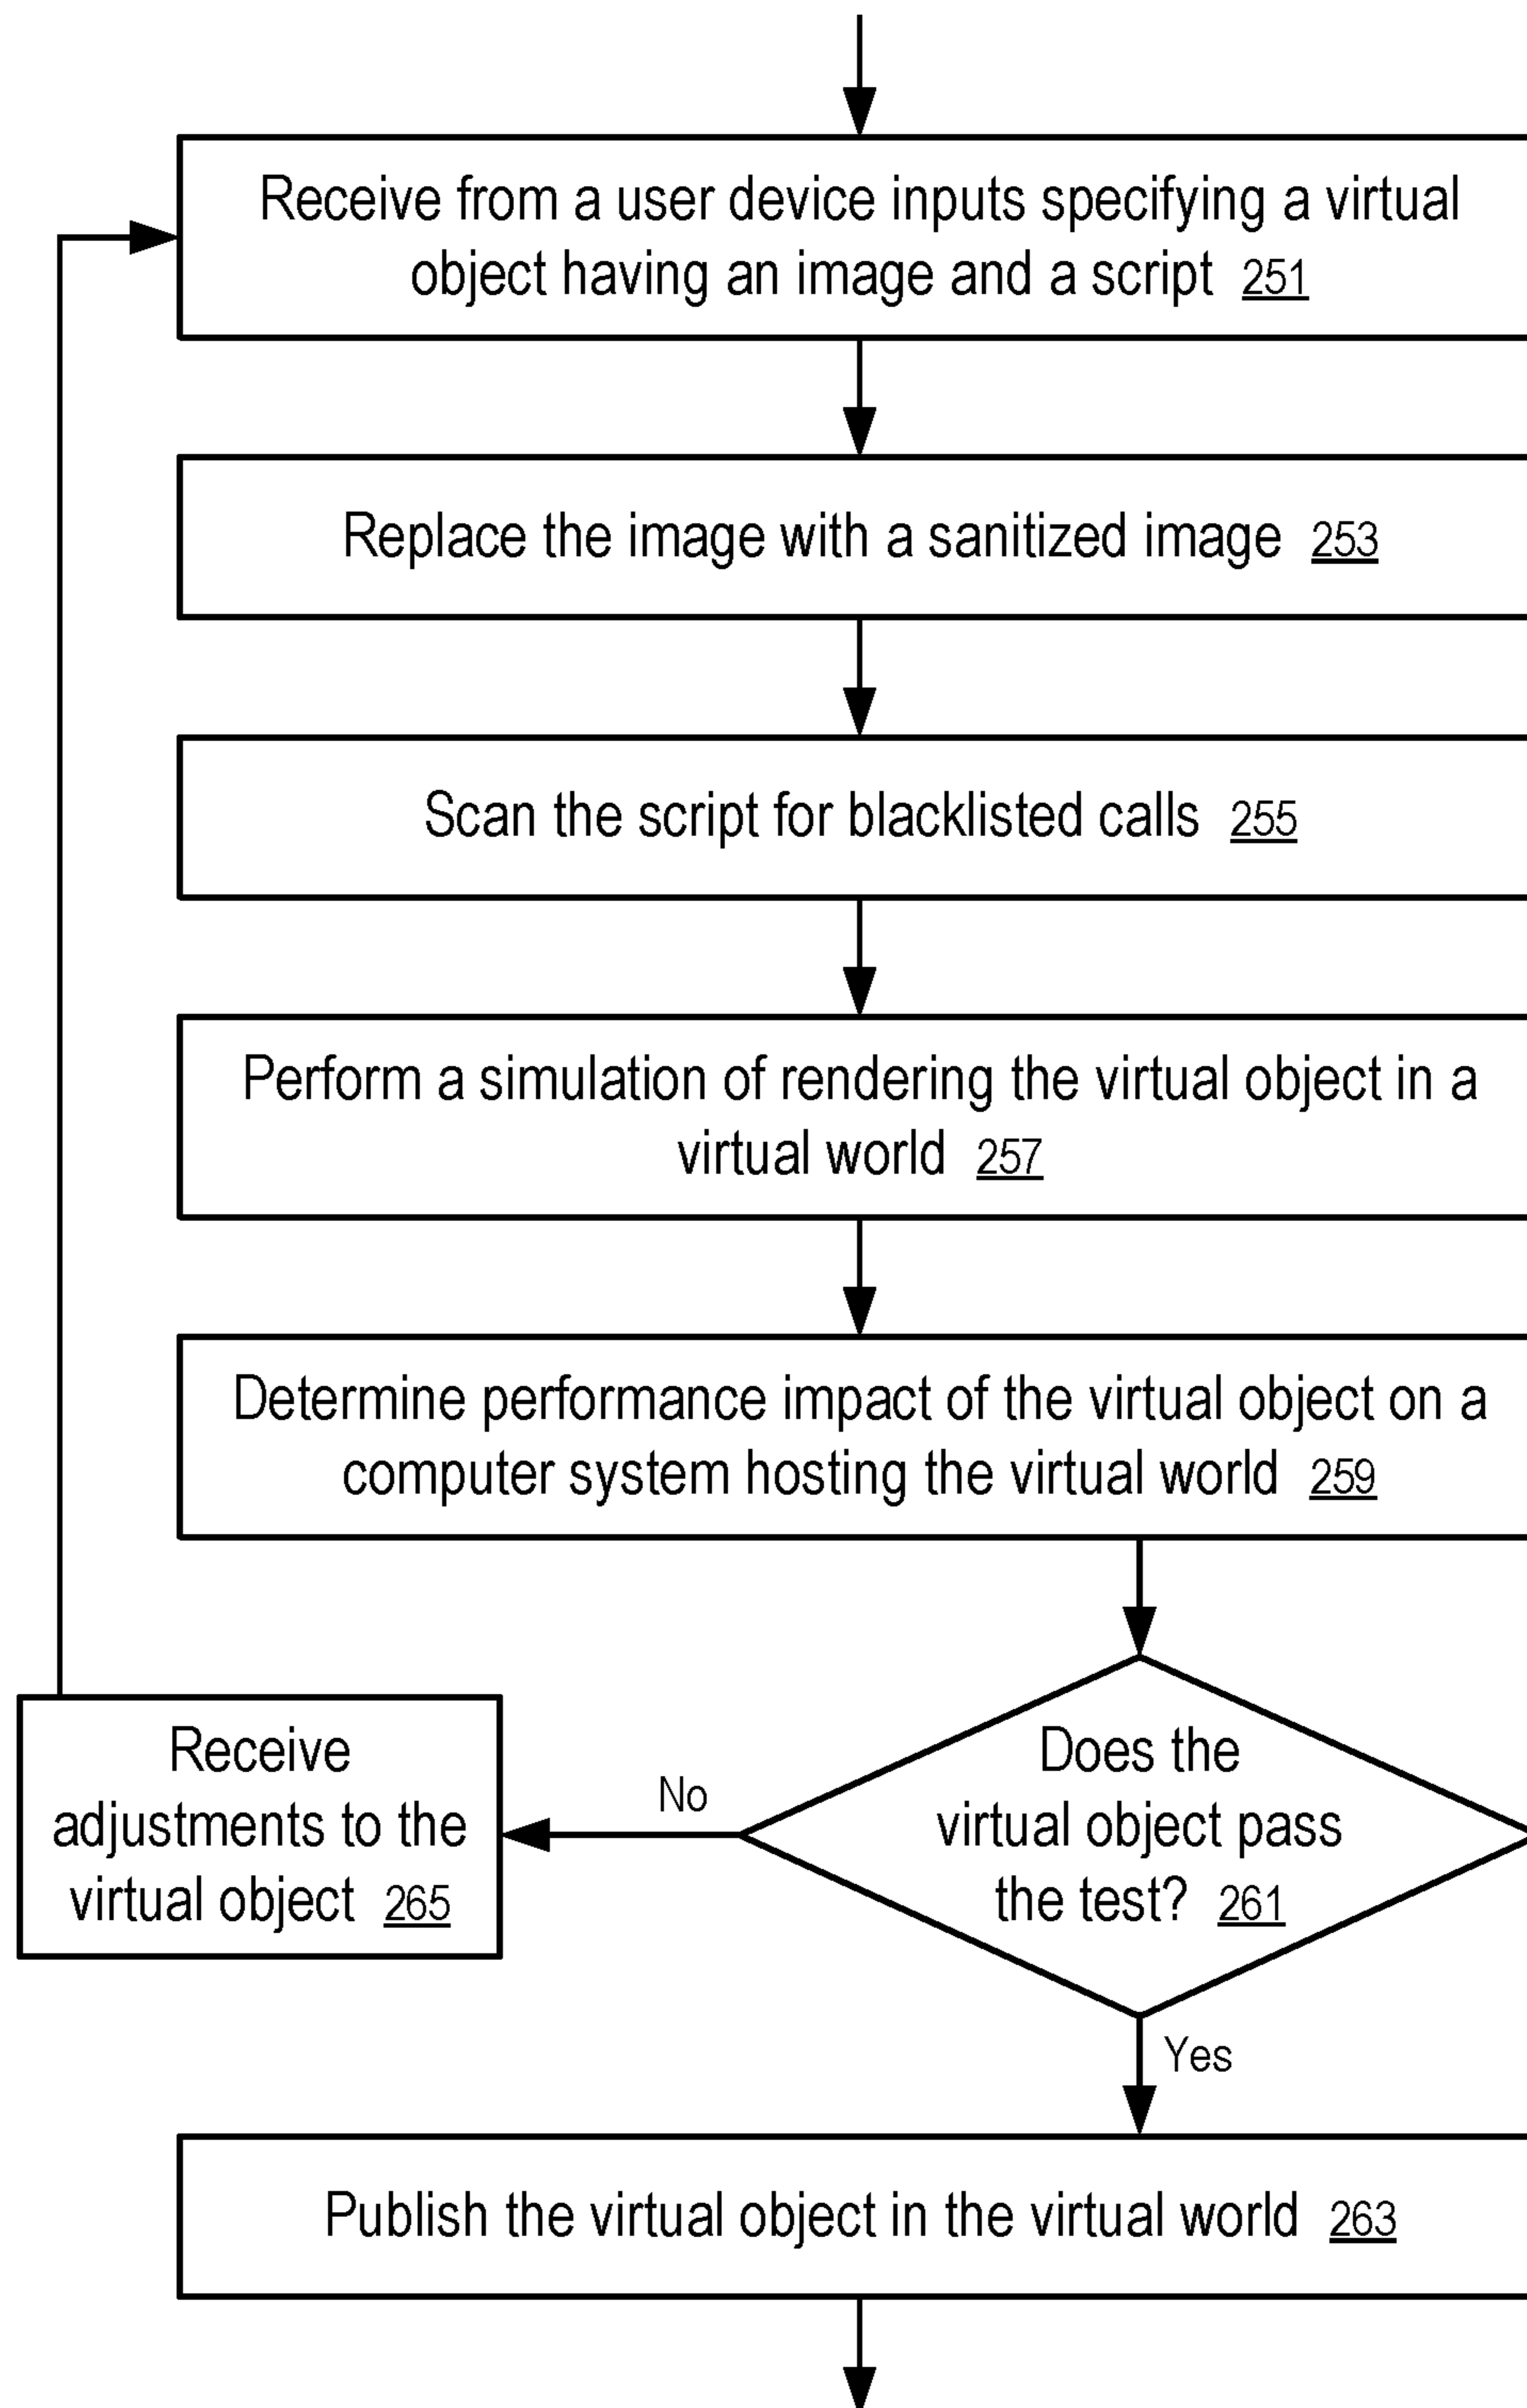 Receive from a user device inputs specifying a virtual
object having an image and a script 251
Replace the image with a sanitized image 253
Scan the script for blacklisted calls 255
Perform a simulation of rendering the virtual object in a
virtual world 257
Determine performance impact of the virtual object on a
computer system hosting the virtual world 259
Does the
virtual object pass
the test? 261
No
Receive
adjustments to the
virtual object 265
Yes
Publish the virtual object in the virtual world 263